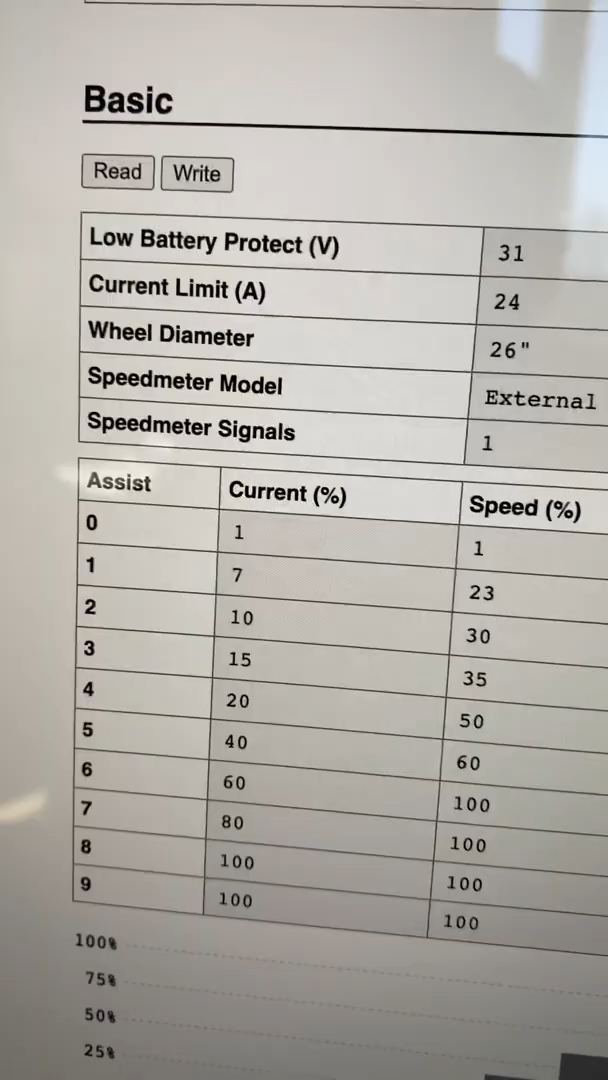 Basic
Read Write
Low Battery Protect (V) 31
Current Limit (A) 24
Wheel Diameter 26"
Speedmeter Model External
Speedmeter Signals 1
Assist Current (%) Speed (%)
0 1 1
1 7 23
2 10 30
3 15 35
4 20 50
5 40 60
6 60 100
7 80 100
8 100 100
9 100 100
100%
75%
50%
25%